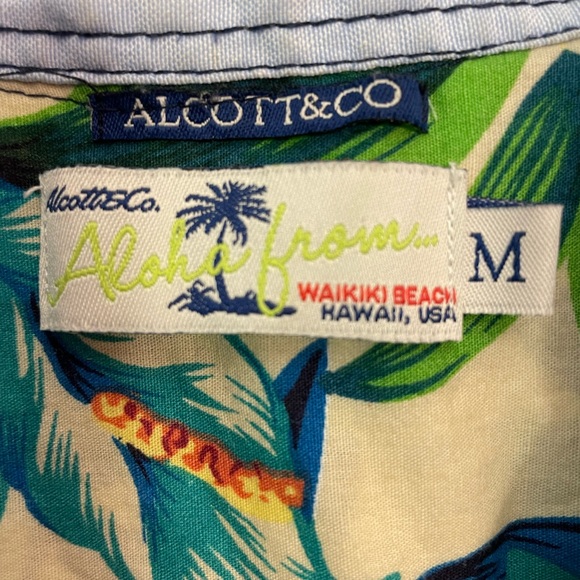 ALCOTT&CO
Alcott&Co.
Aloha from...
WAIKIKI BEACH
HAWAII, USA
M